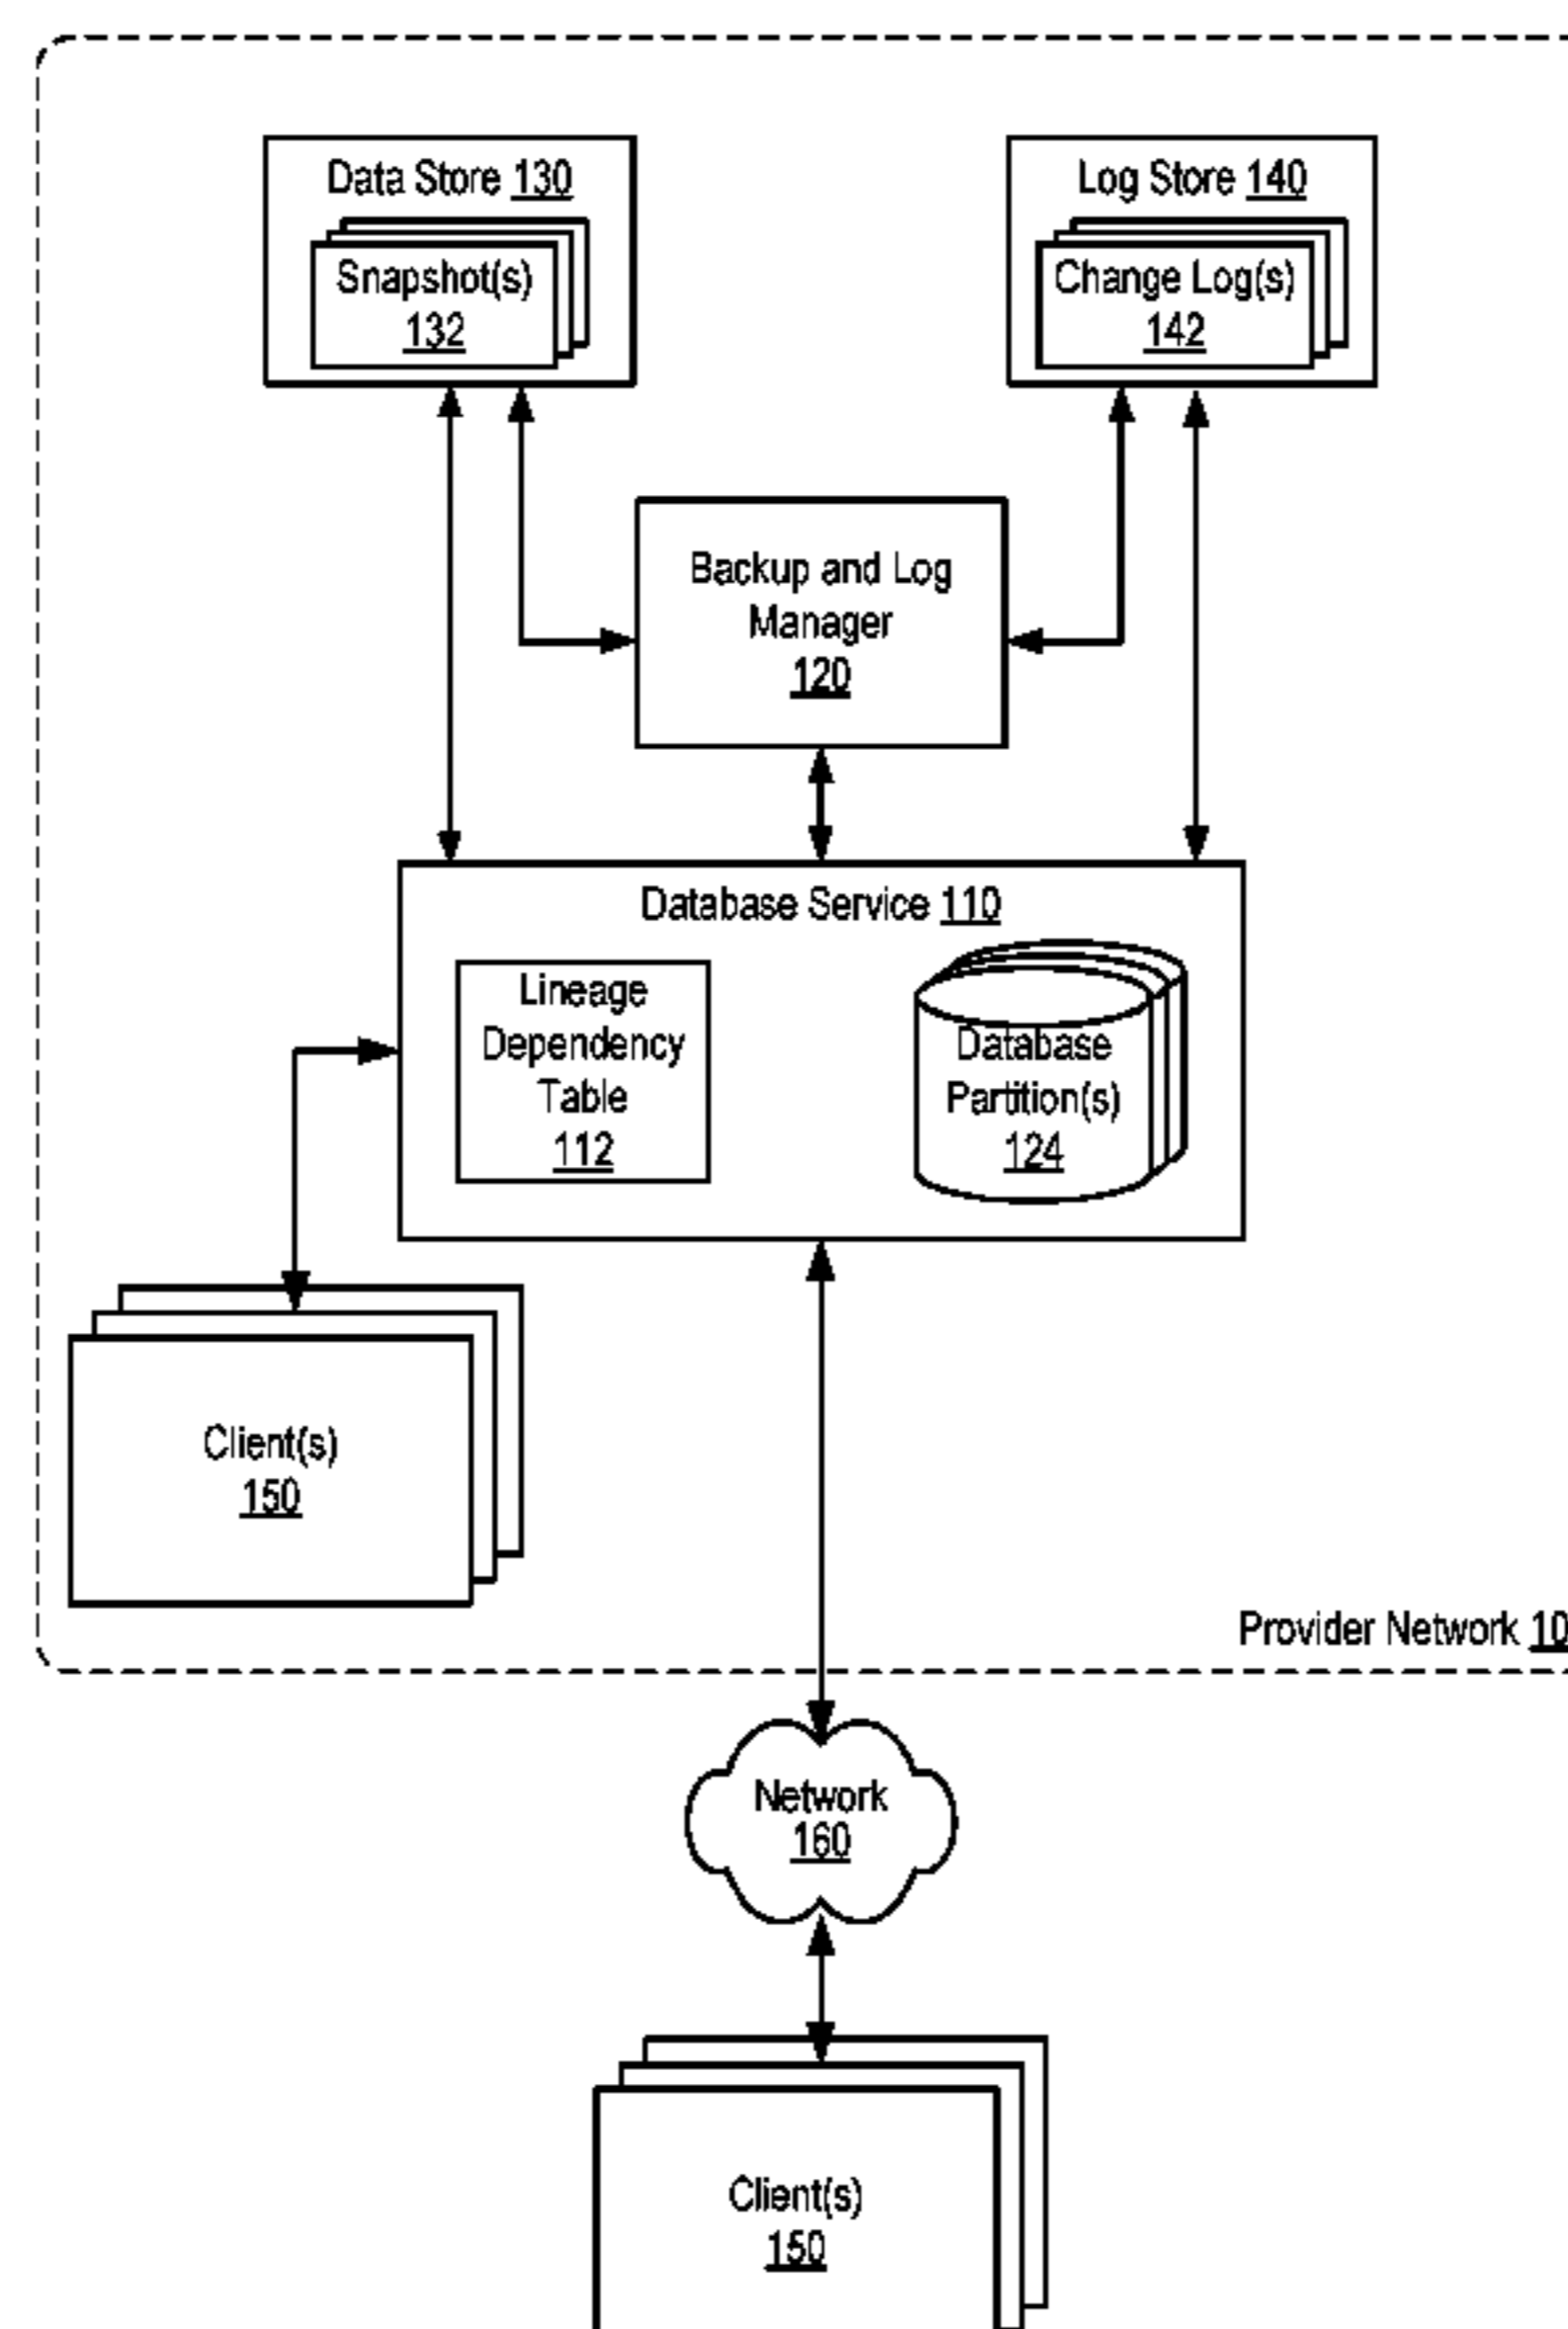 Data Store 130
Snapshot(s)
132
Log Store 140
Change Log(s)
142
Backup and Log
Manager
120
Database Service 110
Lineage
Dependency
Table
112
Database
Partition(s)
124
Client(s)
150
Provider Network 10
Network
160
Client(s)
150